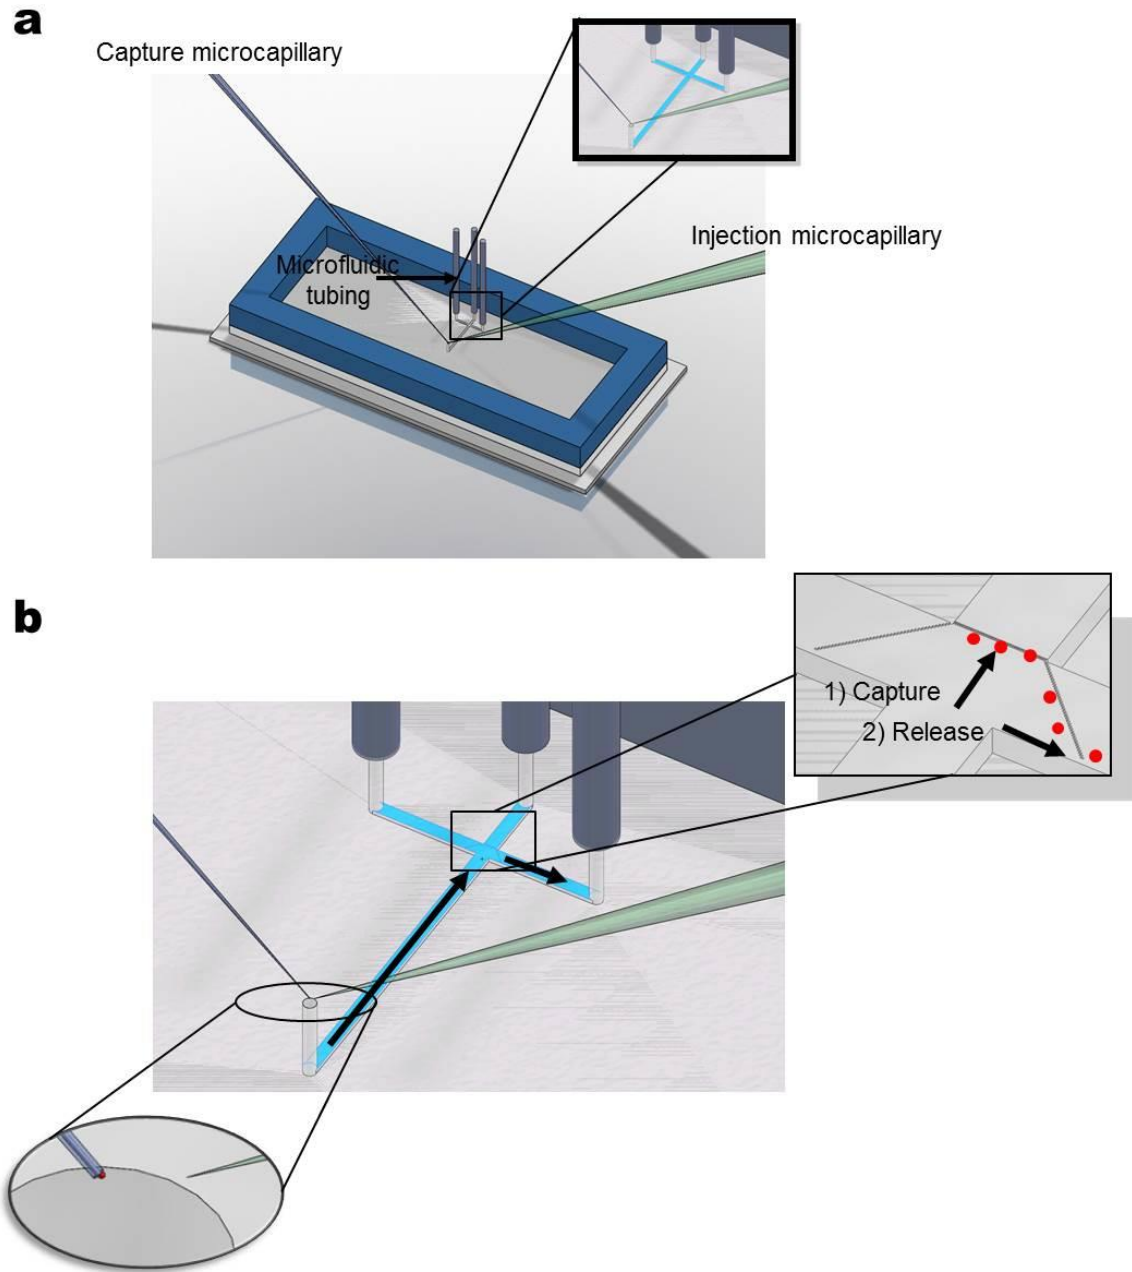 a
Capture microcapillary
Injection microcapillary
Microfluidic
tubing
b
1) Capture
2) Release